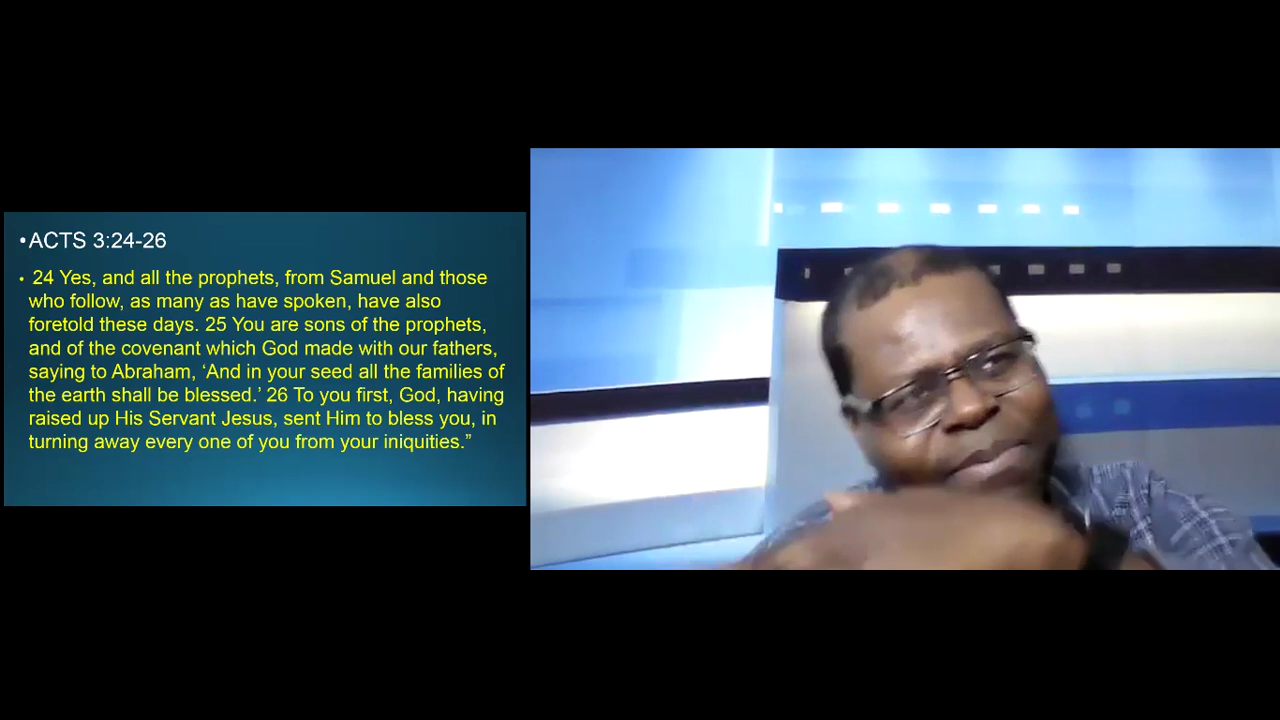 •ACTS 3:24-26
• 24 Yes, and all the prophets, from Samuel and those
who follow, as many as have spoken, have also
foretold these days. 25 You are sons of the prophets,
and of the covenant which God made with our fathers,
saying to Abraham, ‘And in your seed all the families of
the earth shall be blessed.’ 26 To you first, God, having
raised up His Servant Jesus, sent Him to bless you, in
turning away every one of you from your iniquities.”